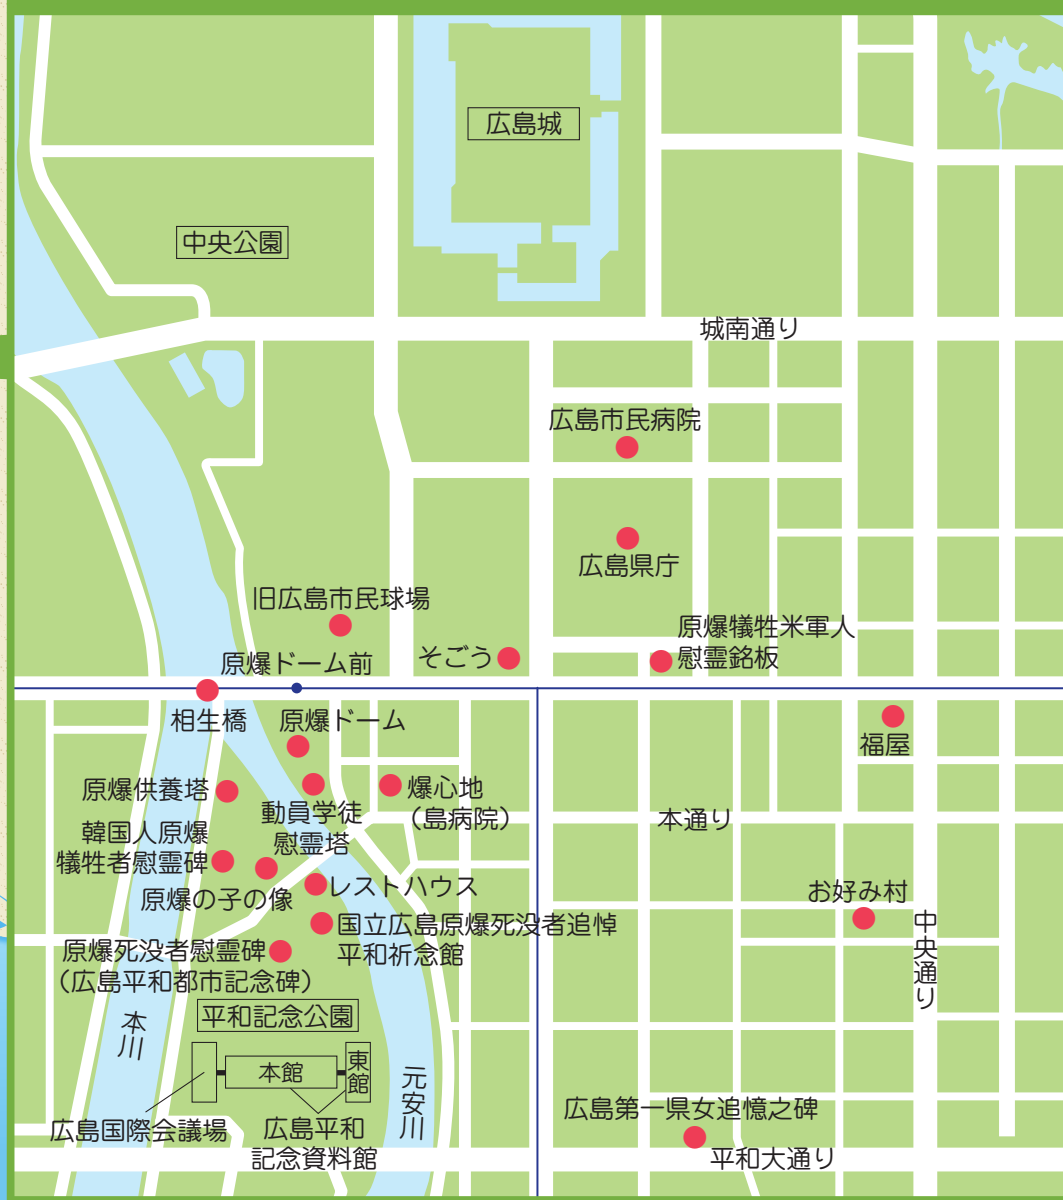 広島城
中央公園
城南通り
広島市民病院
広島県庁
旧広島市民球場
原爆犠牲米軍人
慰霊銘板
そごう
原爆ドーム前
相生橋
原爆ドーム
福屋
原爆供養塔
爆心地
（島病院）
動員学徒
慰霊塔
本通り
韓国人原爆
犠牲者慰霊碑
原爆の子の像
レストハウス
お好み村
国立広島原爆死没者追悼
平和祈念館
中央通り
原爆死没者慰霊碑
（広島平和都市記念碑）
平和記念公園
本川
本館
東館
元安川
広島国際会議場
広島平和
記念資料館
広島第一県女追憶之碑
平和大通り